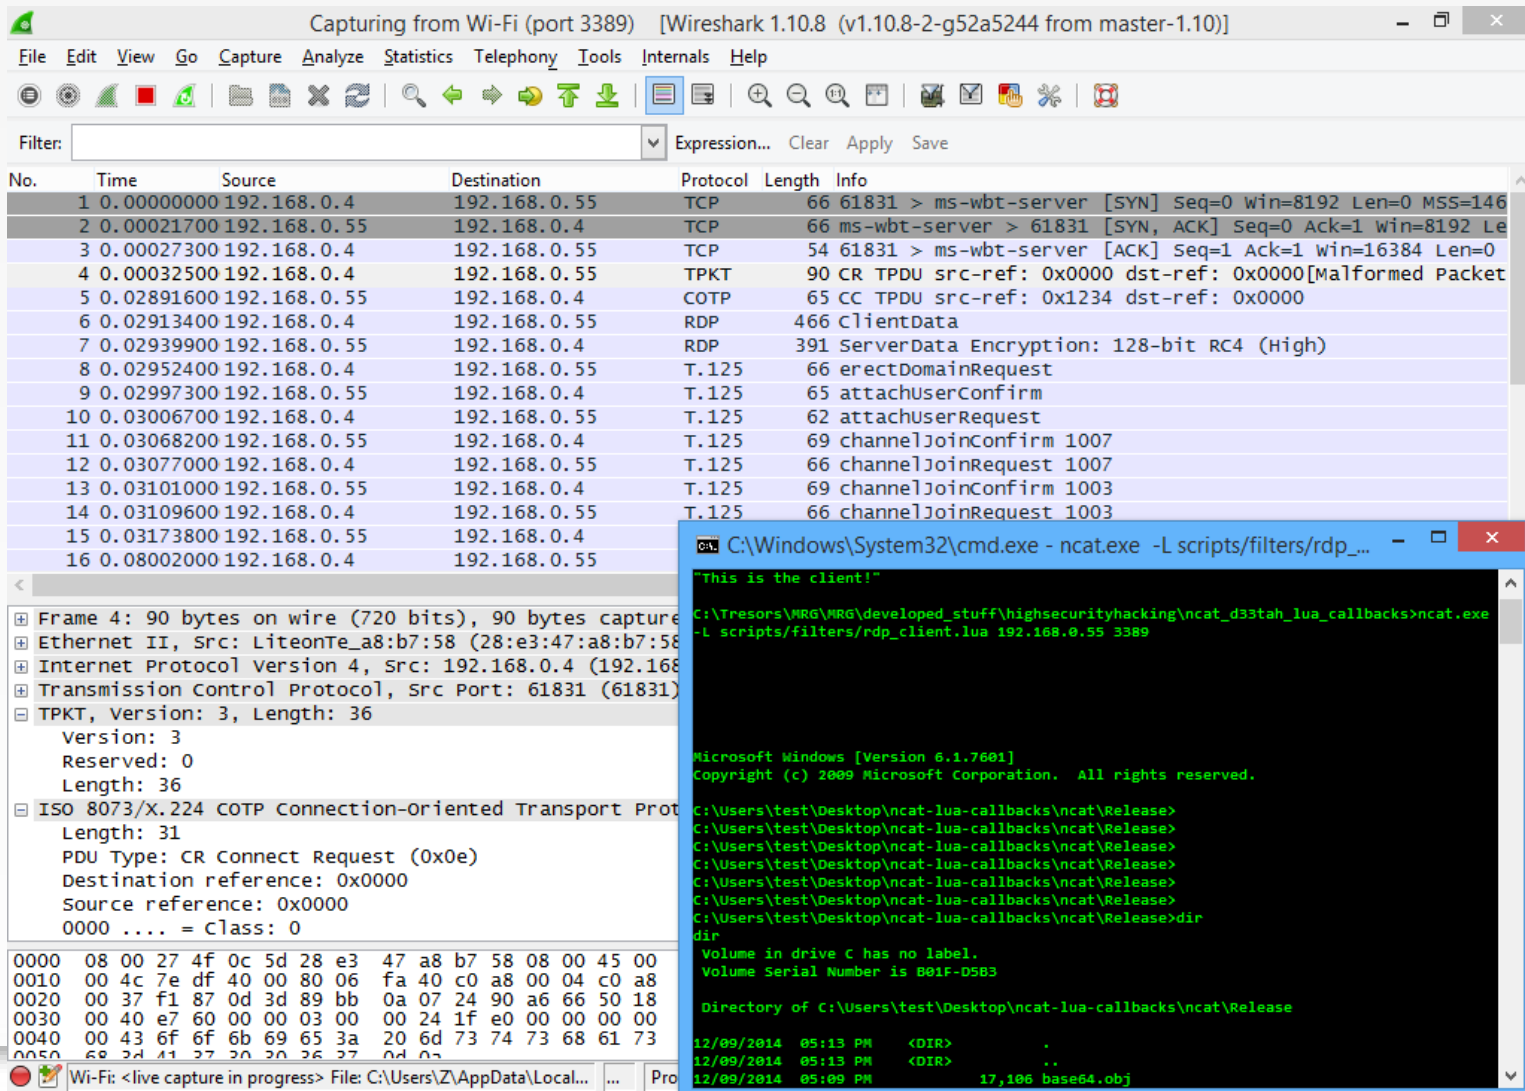 Capturing from Wi-Fi (port 3389) [Wireshark 1.10.8 (v1.10.8-2-g52a5244 from master-1.10)]
File Edit View Go Capture Analyze Statistics Telephony Tools Internals Help
Filter: Expression... Clear Apply Save
No. Time Source Destination Protocol Length Info
1 0.00000000 192.168.0.4 192.168.0.55 TCP 66 61831 > ms-wbt-server [SYN] Seq=0 Win=8192 Len=0 MSS=146
2 0.00021700 192.168.0.55 192.168.0.4 TCP 66 ms-wbt-server > 61831 [SYN, ACK] Seq=0 Ack=1 Win=8192 Le
3 0.00027300 192.168.0.4 192.168.0.55 TCP 54 61831 > ms-wbt-server [ACK] Seq=1 Ack=1 Win=16384 Len=0
4 0.00032500 192.168.0.4 192.168.0.55 TPKT 90 CR TPDU src-ref: 0x0000 dst-ref: 0x0000[Malformed Packet
5 0.02891600 192.168.0.55 192.168.0.4 COTP 65 CC TPDU src-ref: 0x1234 dst-ref: 0x0000
6 0.02913400 192.168.0.4 192.168.0.55 RDP 466 ClientData
7 0.02939900 192.168.0.55 192.168.0.4 RDP 391 ServerData Encryption: 128-bit RC4 (High)
8 0.02952400 192.168.0.4 192.168.0.55 T.125 66 erectDomainRequest
9 0.02997300 192.168.0.55 192.168.0.4 T.125 65 attachUserConfirm
10 0.03006700 192.168.0.4 192.168.0.55 T.125 62 attachUserRequest
11 0.03068200 192.168.0.55 192.168.0.4 T.125 69 channelJoinConfirm 1007
12 0.03077000 192.168.0.4 192.168.0.55 T.125 66 channelJoinRequest 1007
13 0.03101000 192.168.0.55 192.168.0.4 T.125 69 channelJoinConfirm 1003
14 0.03109600 192.168.0.4 192.168.0.55 T.125 66 channelJoinRequest 1003
15 0.03173800 192.168.0.55 192.168.0.4
16 0.08002000 192.168.0.4 192.168.0.55
Frame 4: 90 bytes on wire (720 bits), 90 bytes capture
Ethernet II, Src: LiteonTe_a8:b7:58 (28:e3:47:a8:b7:58
Internet Protocol Version 4, Src: 192.168.0.4 (192.168
Transmission Control Protocol, Src Port: 61831 (61831)
TPKT, Version: 3, Length: 36
Version: 3
Reserved: 0
Length: 36
ISO 8073/X.224 COTP Connection-Oriented Transport Prot
Length: 31
PDU Type: CR Connect Request (0x0e)
Destination reference: 0x0000
Source reference: 0x0000
0000 .... = Class: 0
0000 08 00 27 4f 0c 5d 28 e3 47 a8 b7 58 08 00 45 00
0010 00 4c 7e df 40 00 80 06 fa 40 c0 a8 00 04 c0 a8
0020 00 37 f1 87 0d 3d 89 bb 0a 07 24 90 a6 66 50 18
0030 00 40 e7 60 00 00 03 00 00 24 1f e0 00 00 00 00
0040 00 43 6f 6f 6b 69 65 3a 20 6d 73 74 73 68 61 73
0050 68 3d 41 37 30 30 36 37 0d 0a
Wi-Fi: <live capture in progress> File: C:\Users\Z\AppData\Local... ... Pro
C:\Windows\System32\cmd.exe - ncat.exe -L scripts/filters/rdp_...
"This is the client!"
C:\Tresors\MRG\MRG\developed_stuff\highsecurityhacking\ncat_d33tah_lua_callbacks>ncat.exe
-L scripts/filters/rdp_client.lua 192.168.0.55 3389
Microsoft Windows [Version 6.1.7601]
Copyright (c) 2009 Microsoft Corporation. All rights reserved.
C:\Users\test\Desktop\ncat-lua-callbacks\ncat\Release>
C:\Users\test\Desktop\ncat-lua-callbacks\ncat\Release>
C:\Users\test\Desktop\ncat-lua-callbacks\ncat\Release>
C:\Users\test\Desktop\ncat-lua-callbacks\ncat\Release>
C:\Users\test\Desktop\ncat-lua-callbacks\ncat\Release>
C:\Users\test\Desktop\ncat-lua-callbacks\ncat\Release>
C:\Users\test\Desktop\ncat-lua-callbacks\ncat\Release>dir
dir
Volume in drive C has no label.
Volume Serial Number is B01F-D5B3
Directory of C:\Users\test\Desktop\ncat-lua-callbacks\ncat\Release
12/09/2014 05:13 PM <DIR> .
12/09/2014 05:13 PM <DIR> ..
12/09/2014 05:09 PM 17,106 base64.obj